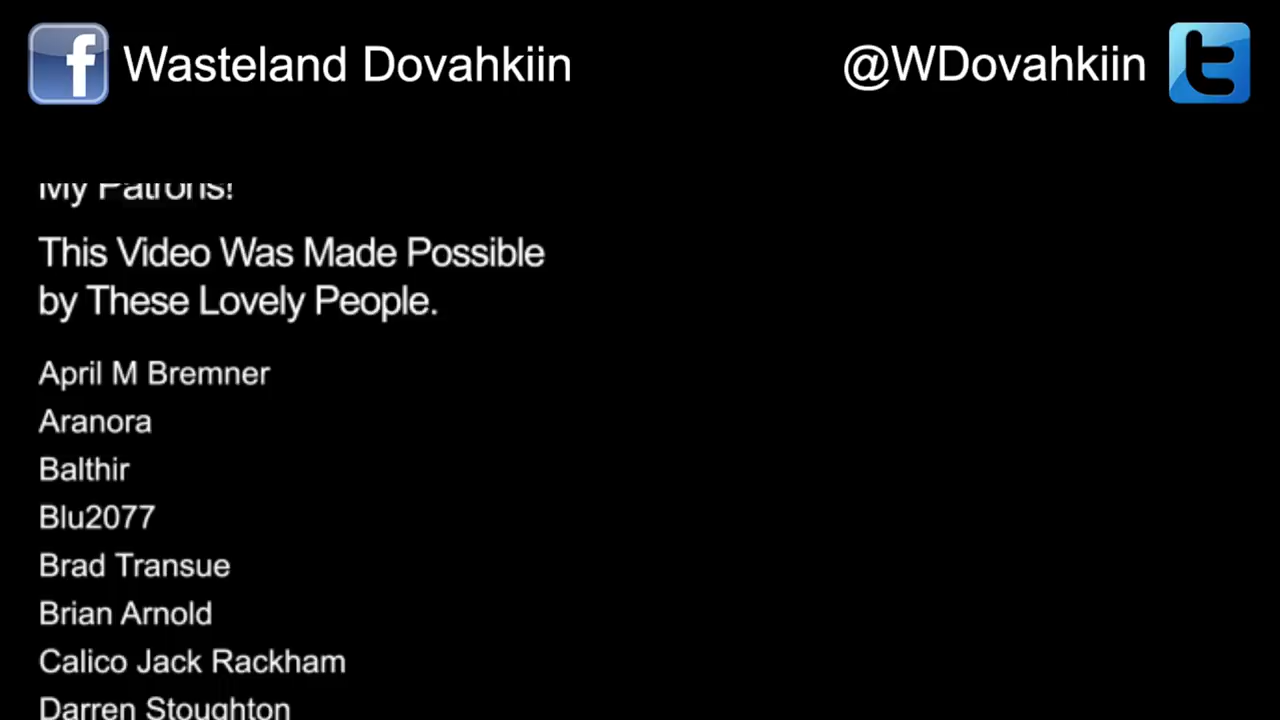 Wasteland Dovahkiin
@WDovahkiin
My Patrons!
This Video Was Made Possible
by These Lovely People.
April M Bremner
Aranora
Balthir
Blu2077
Brad Transue
Brian Arnold
Calico Jack Rackham
Darren Stoughton